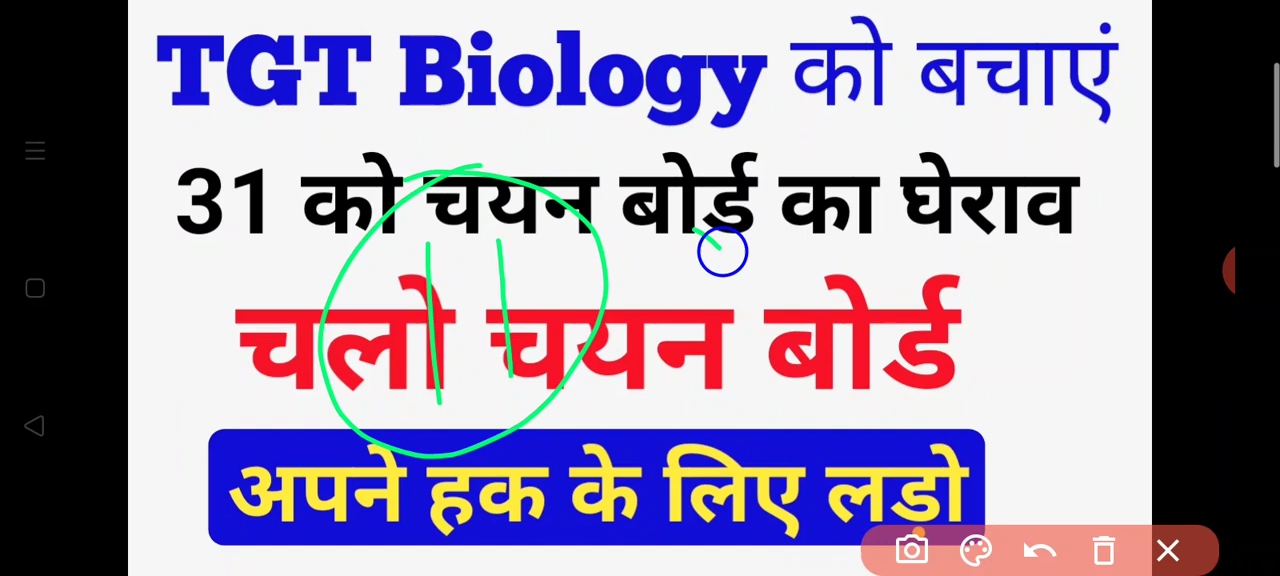 TGT Biology को बचाएं
31 को चयन बोर्ड का घेराव
चलो चयन बोर्ड
अपने हक के लिए लडो